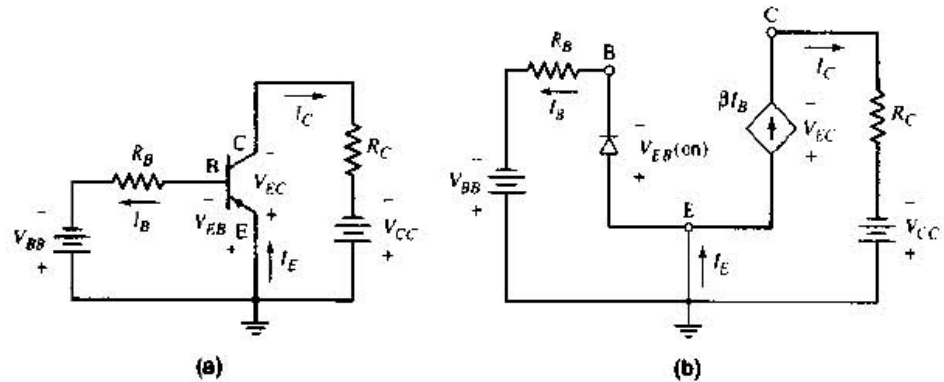 I_C
C
R_B
B
R_C
V_EC
−
+
I_B
−
V_EB
+
E
−
V_BB
+
−
V_CC
+
I_E
(a)
C
R_B
B
I_C
I_B
βI_B
−
V_EC
+
R_C
−
V_EB(on)
+
−
V_BB
E
+
−
V_CC
+
I_E
(b)